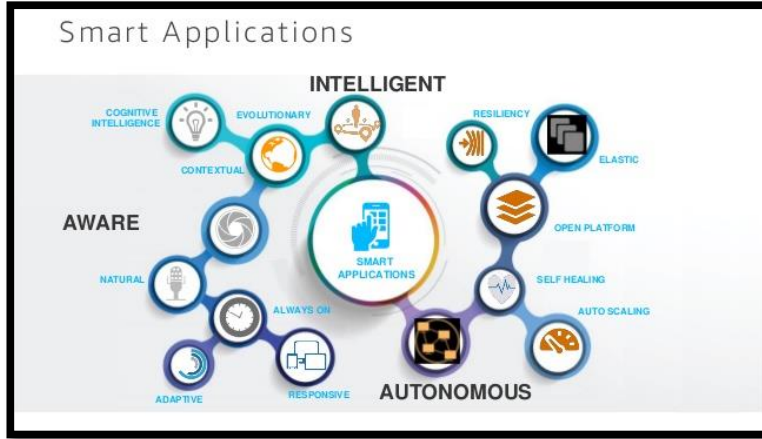 Smart Applications
INTELLIGENT
COGNITIVE
INTELLIGENCE
EVOLUTIONARY
RESILIENCY
ELASTIC
CONTEXTUAL
AWARE
OPEN PLATFORM
SMART
APPLICATIONS
NATURAL
SELF HEALING
ALWAYS ON
AUTO SCALING
ADAPTIVE
RESPONSIVE
AUTONOMOUS